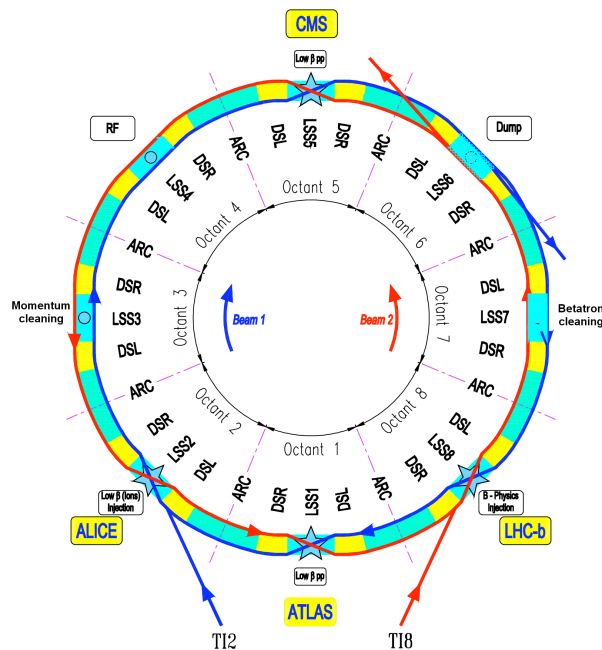 CMS
Low β pp
DSL
LSS5
DSR
ARC
ARC
RF
Dump
DSR
LSS4
DSL
DSL
LSS6
DSR
Octant 5
Octant 4
Octant 6
ARC
ARC
DSR
LSS3
DSL
Momentum
cleaning
Octant 3
Beam 1
Beam 2
Octant 7
DSL
LSS7
DSR
Betatron
cleaning
ARC
ARC
Octant 2
Octant 8
Octant 1
DSR
LSS2
DSL
DSL
LSS8
DSR
ARC
ARC
DSR
LSS1
DSL
Low β (Ions)
Injection
B - Physics
Injection
ALICE
LHC-b
Low β pp
ATLAS
TI2
TI8